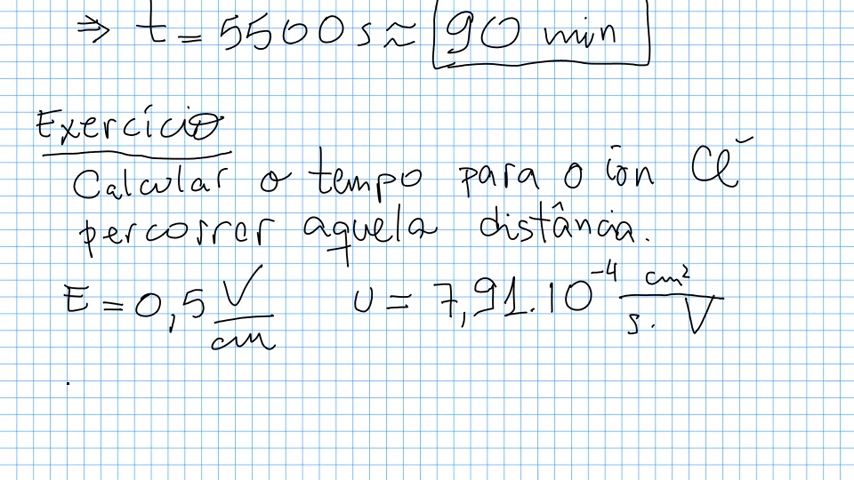 ⇒ t = 5500 s ≈ 90 min
Exercício
Calcular o tempo para o íon Cl⁻
percorrer aquela distância.
E = 0,5 V/cm    u = 7,91.10⁻⁴ cm²/s.V